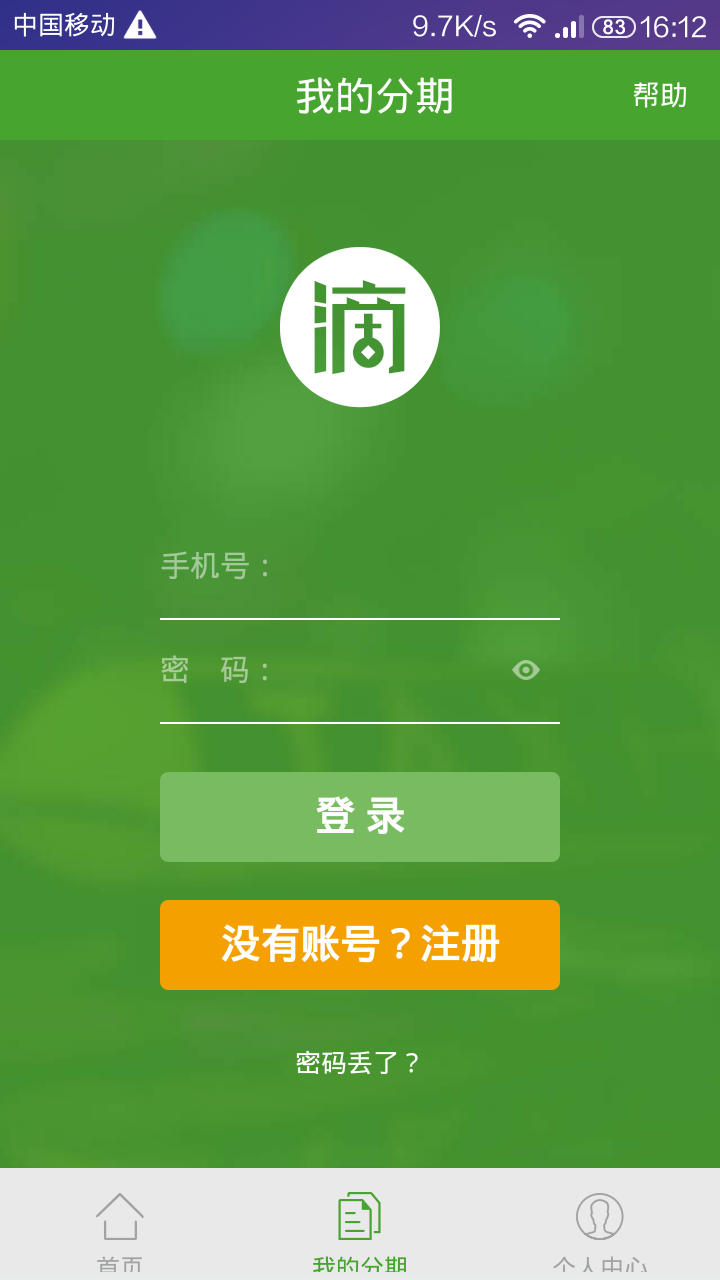 中国移动 9.7K/s 83 16:12
我的分期 帮助
滴
手机号：
密 码：
登 录
没有账号？注册
密码丢了？
首页 我的分期 个人中心